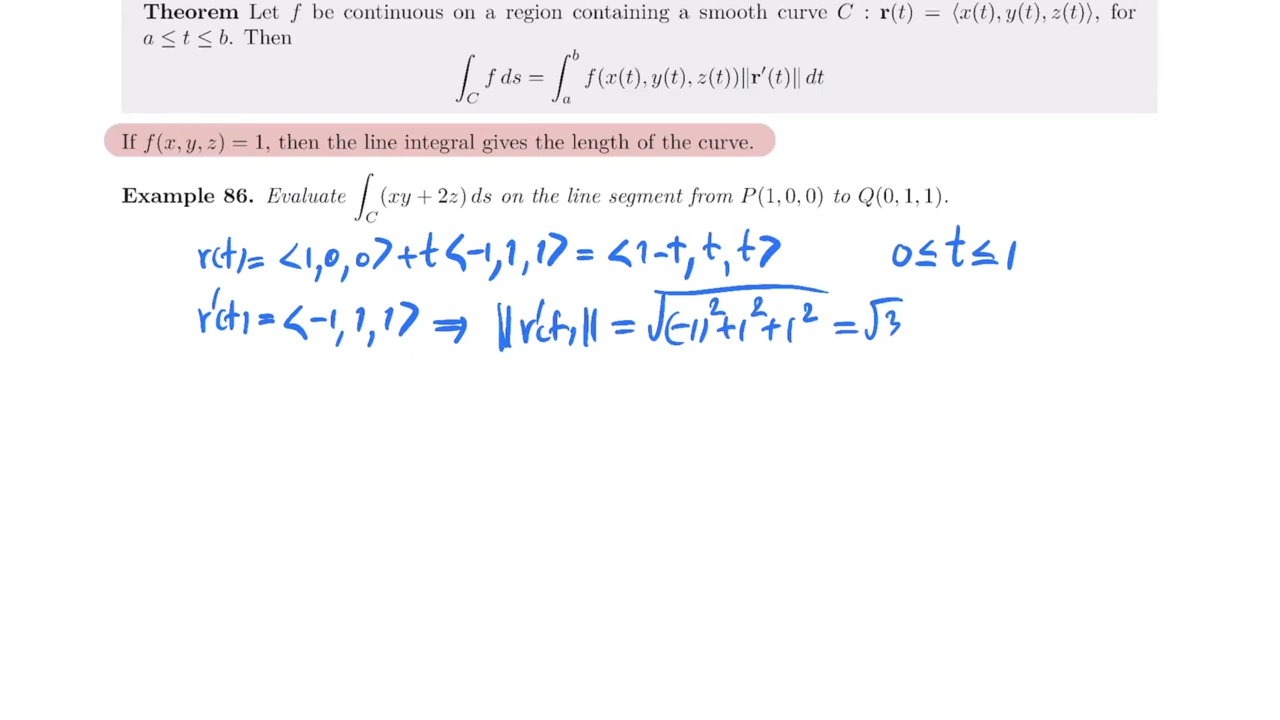 Theorem Let f be continuous on a region containing a smooth curve C : r(t) = ⟨x(t), y(t), z(t)⟩, for
a ≤ t ≤ b. Then
∫_C f ds = ∫_a^b f(x(t), y(t), z(t))‖r′(t)‖ dt
If f(x, y, z) = 1, then the line integral gives the length of the curve.
Example 86. Evaluate ∫_C (xy + 2z) ds on the line segment from P(1, 0, 0) to Q(0, 1, 1).
r(t) = <1,0,0> + t<-1,1,1> = <1-t, t, t> 0 ≤ t ≤ 1
r'(t) = <-1,1,1> ⇒ ||r'(t)|| = √((-1)²+1²+1²) = √3